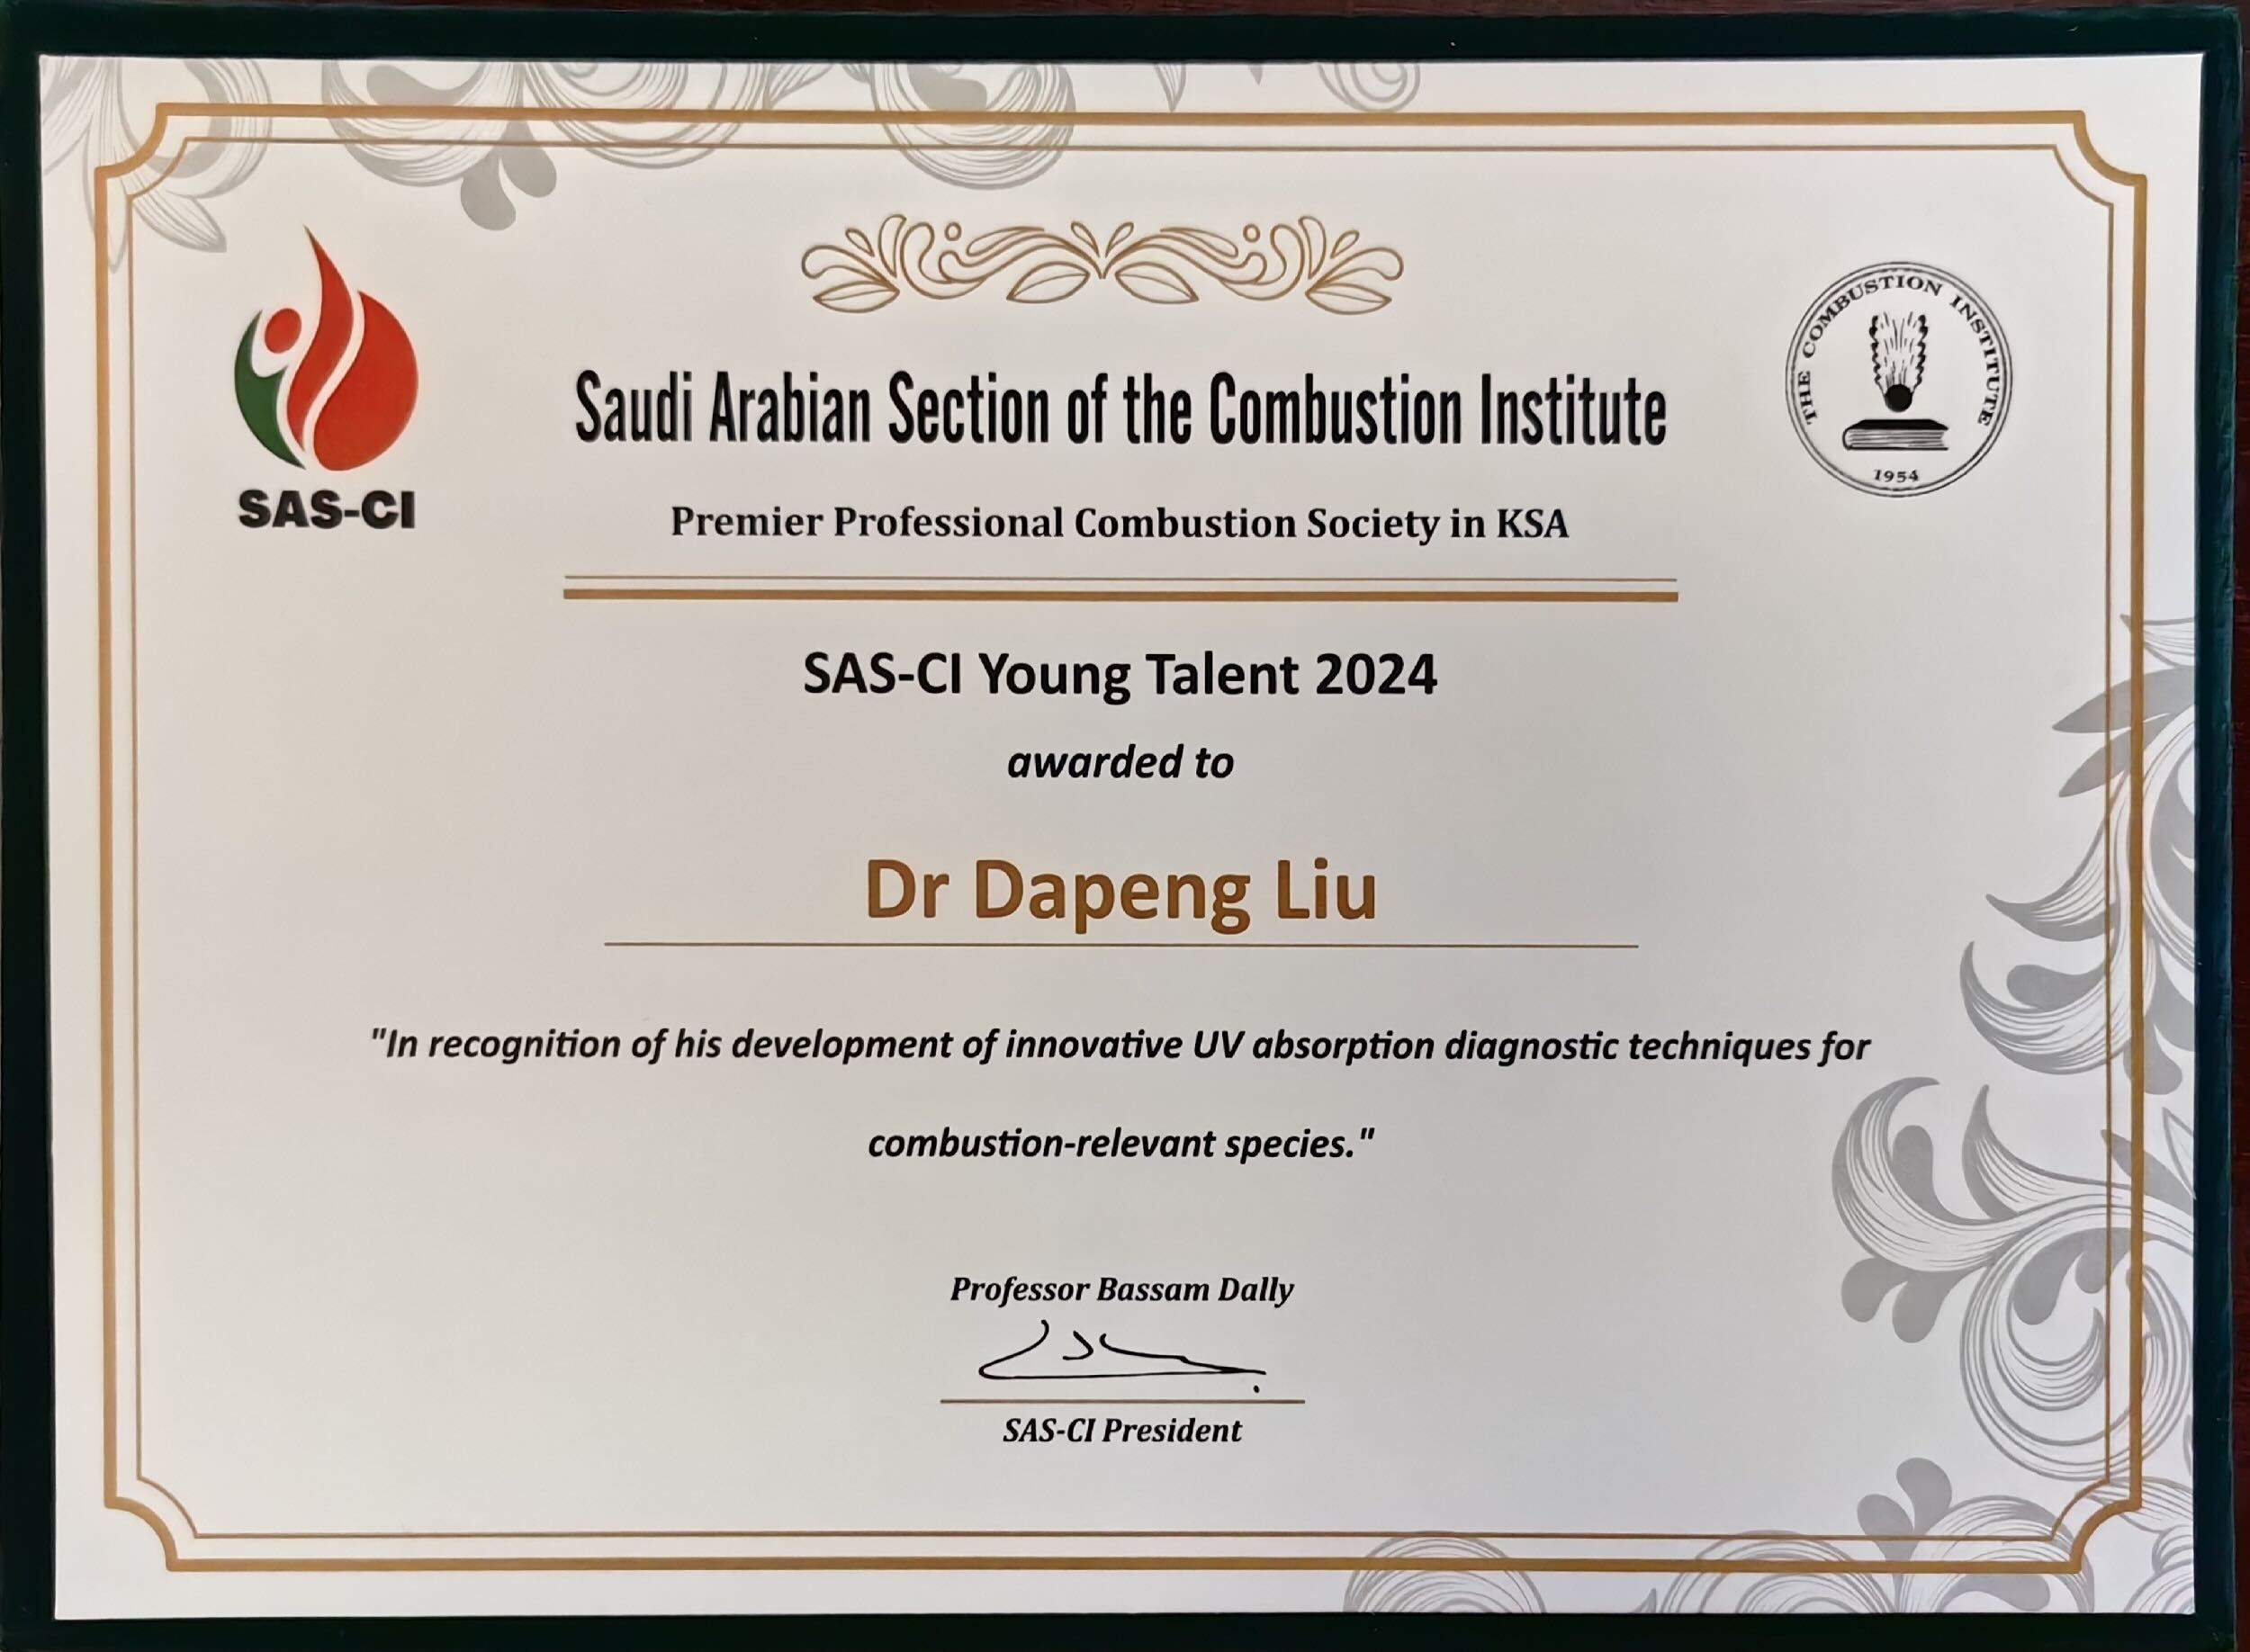 SAS-CI
THE COMBUSTION INSTITUTE
1954
Saudi Arabian Section of the Combustion Institute
Premier Professional Combustion Society in KSA
SAS-CI Young Talent 2024
awarded to
Dr Dapeng Liu
"In recognition of his development of innovative UV absorption diagnostic techniques for
combustion-relevant species."
Professor Bassam Dally
SAS-CI President